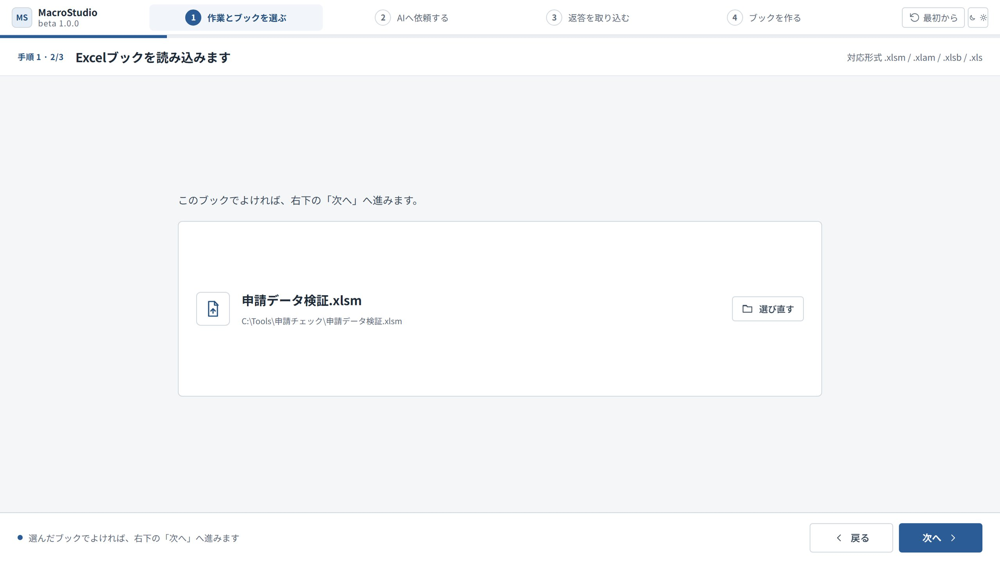 MS
MacroStudio
beta 1.0.0
1 作業とブックを選ぶ
2 AIへ依頼する
3 返答を取り込む
4 ブックを作る
最初から
手順 1・2/3
Excelブックを読み込みます
対応形式 .xlsm / .xlam / .xlsb / .xls
このブックでよければ、右下の「次へ」へ進みます。
申請データ検証.xlsm
C:\Tools\申請チェック\申請データ検証.xlsm
選び直す
選んだブックでよければ、右下の「次へ」へ進みます
戻る
次へ